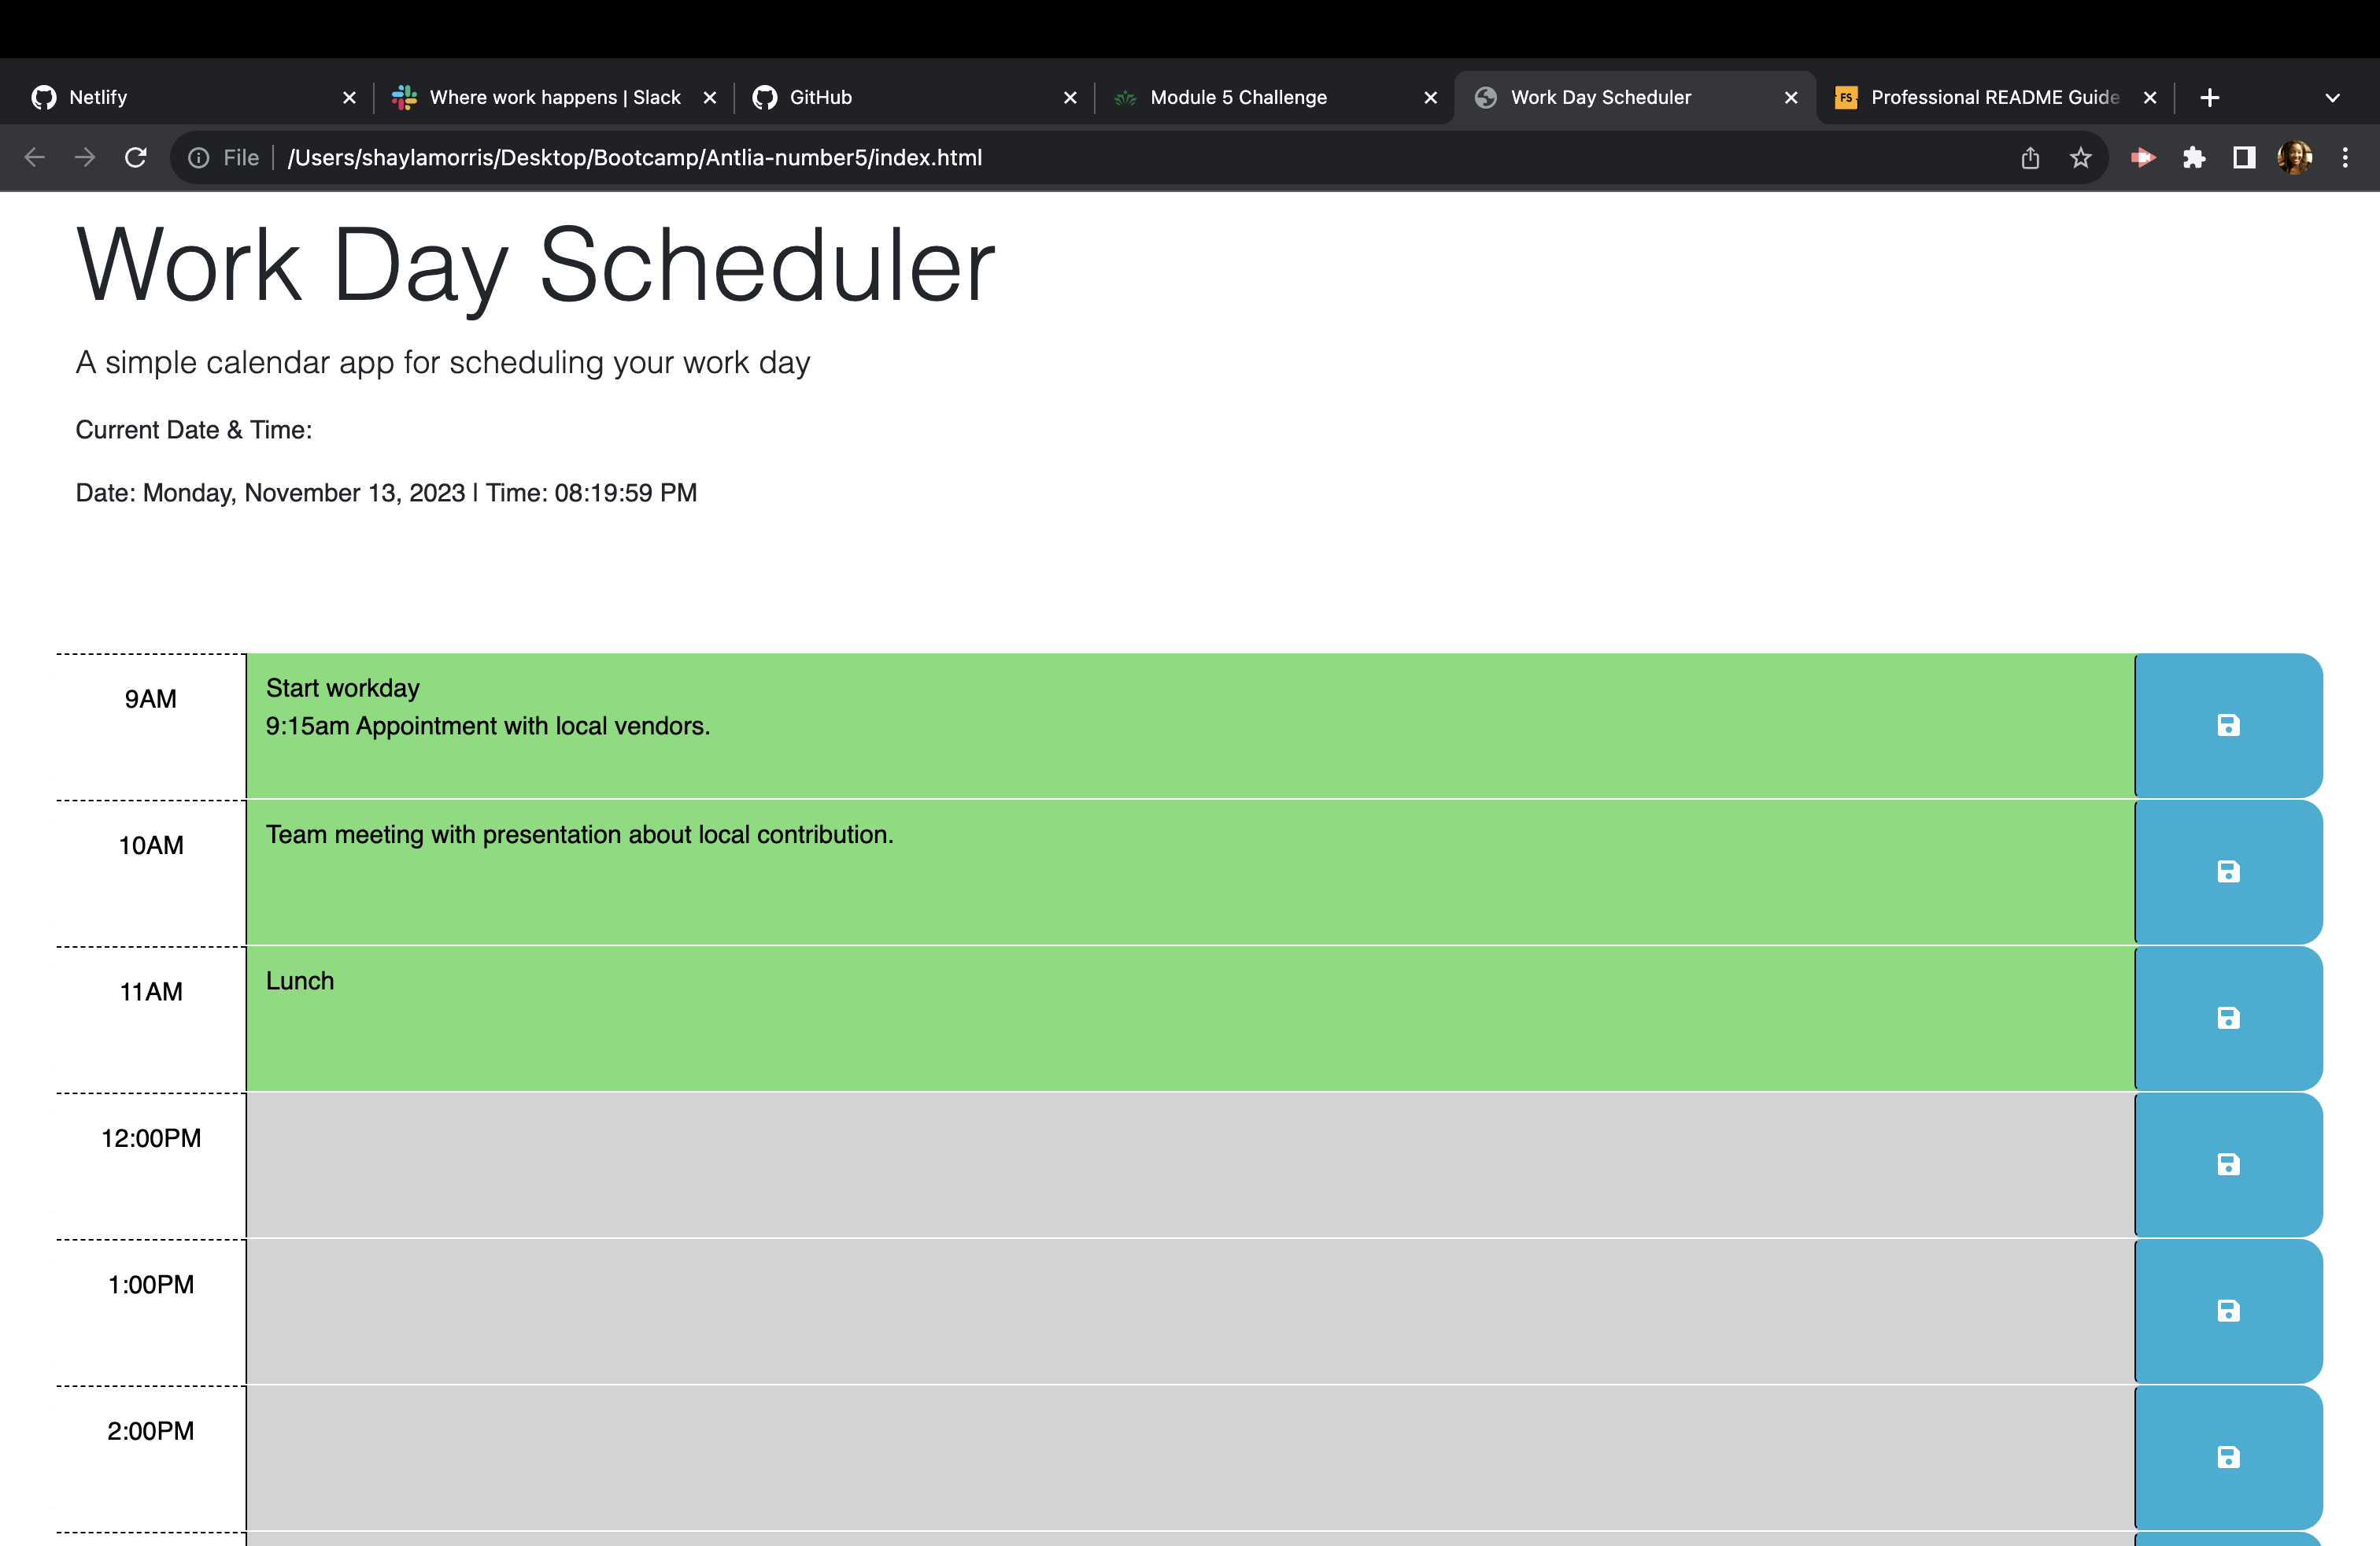 Netlify
Where work happens | Slack
GitHub
Module 5 Challenge
Work Day Scheduler
FS
Professional README Guide
File
/Users/shaylamorris/Desktop/Bootcamp/Antlia-number5/index.html
Work Day Scheduler
A simple calendar app for scheduling your work day
Current Date & Time:
Date: Monday, November 13, 2023 | Time: 08:19:59 PM
9AM
Start workday
9:15am Appointment with local vendors.
10AM
Team meeting with presentation about local contribution.
11AM
Lunch
12:00PM
1:00PM
2:00PM